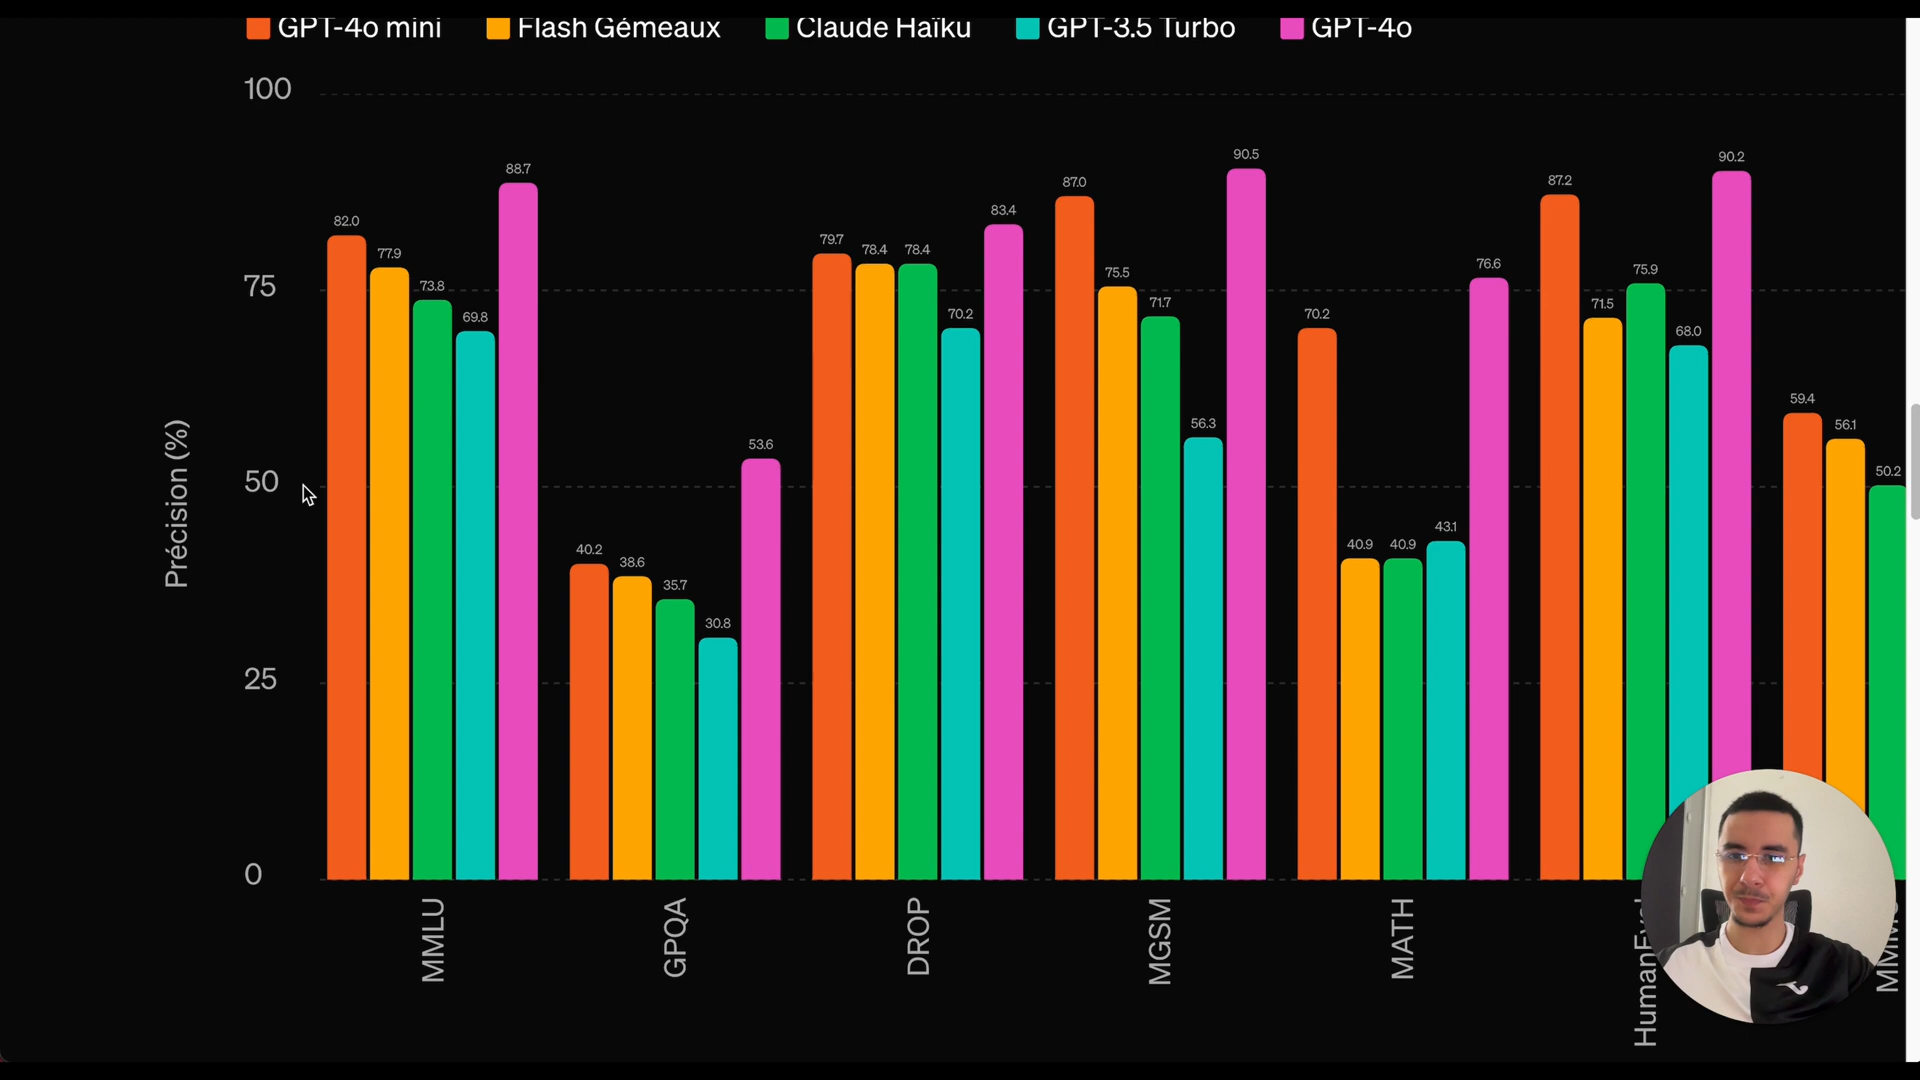 GPT-4o mini Flash Gémeaux Claude Haïku GPT-3.5 Turbo GPT-4o
100
75
50
25
0
Précision (%)
82.0 77.9 73.8 69.8 88.7
40.2 38.6 35.7 30.8 53.6
79.7 78.4 78.4 70.2 83.4
87.0 75.5 71.7 56.3 90.5
70.2 40.9 40.9 43.1 76.6
87.2 71.5 75.9 68.0 90.2
59.4 56.1 50.2
MMLU
GPQA
DROP
MGSM
MATH
HumanEval